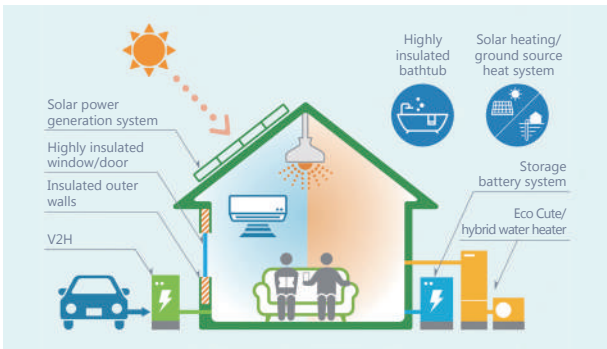 Highly
insulated
bathtub
Solar heating/
ground source
heat system
Solar power
generation system
Highly insulated
window/door
Insulated outer
walls
V2H
Storage
battery system
Eco Cute/
hybrid water heater